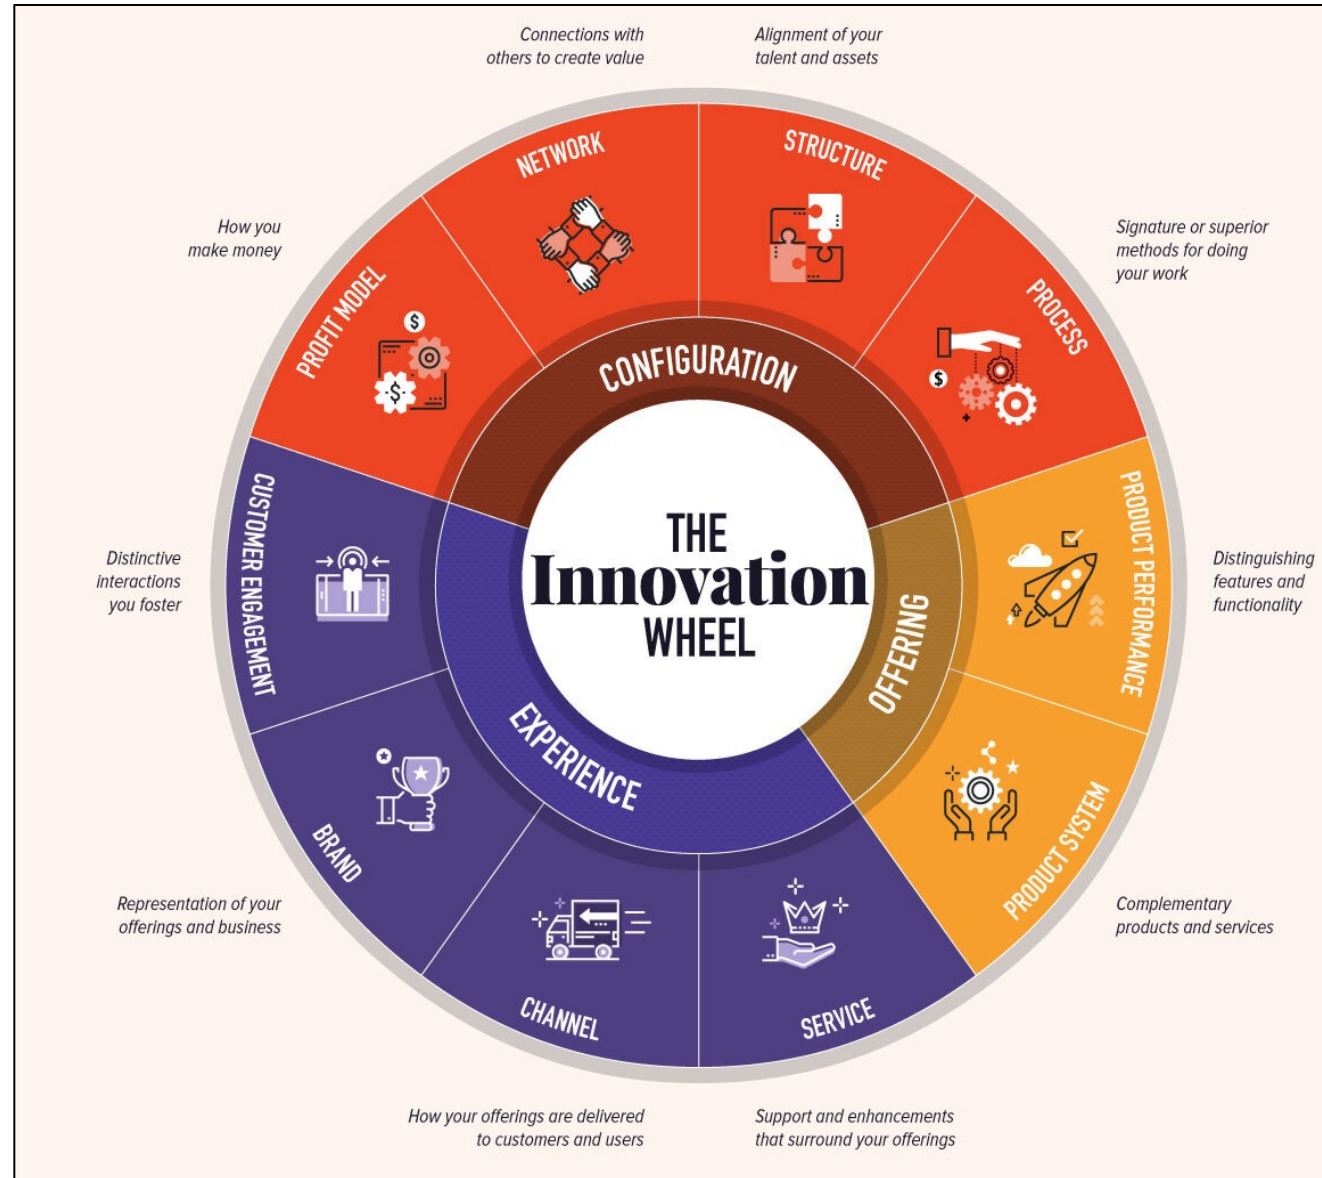 Connections with
others to create value
Alignment of your
talent and assets
NETWORK
STRUCTURE
How you
make money
Signature or superior
methods for doing
your work
PROFIT MODEL
PROCESS
$
$
$
CONFIGURATION
CUSTOMER ENGAGEMENT
PRODUCT PERFORMANCE
THE
Innovation
WHEEL
Distinctive
interactions
you foster
Distinguishing
features and
functionality
OFFERING
EXPERIENCE
BRAND
PRODUCT SYSTEM
Representation of your
offerings and business
Complementary
products and services
CHANNEL
SERVICE
How your offerings are delivered
to customers and users
Support and enhancements
that surround your offerings